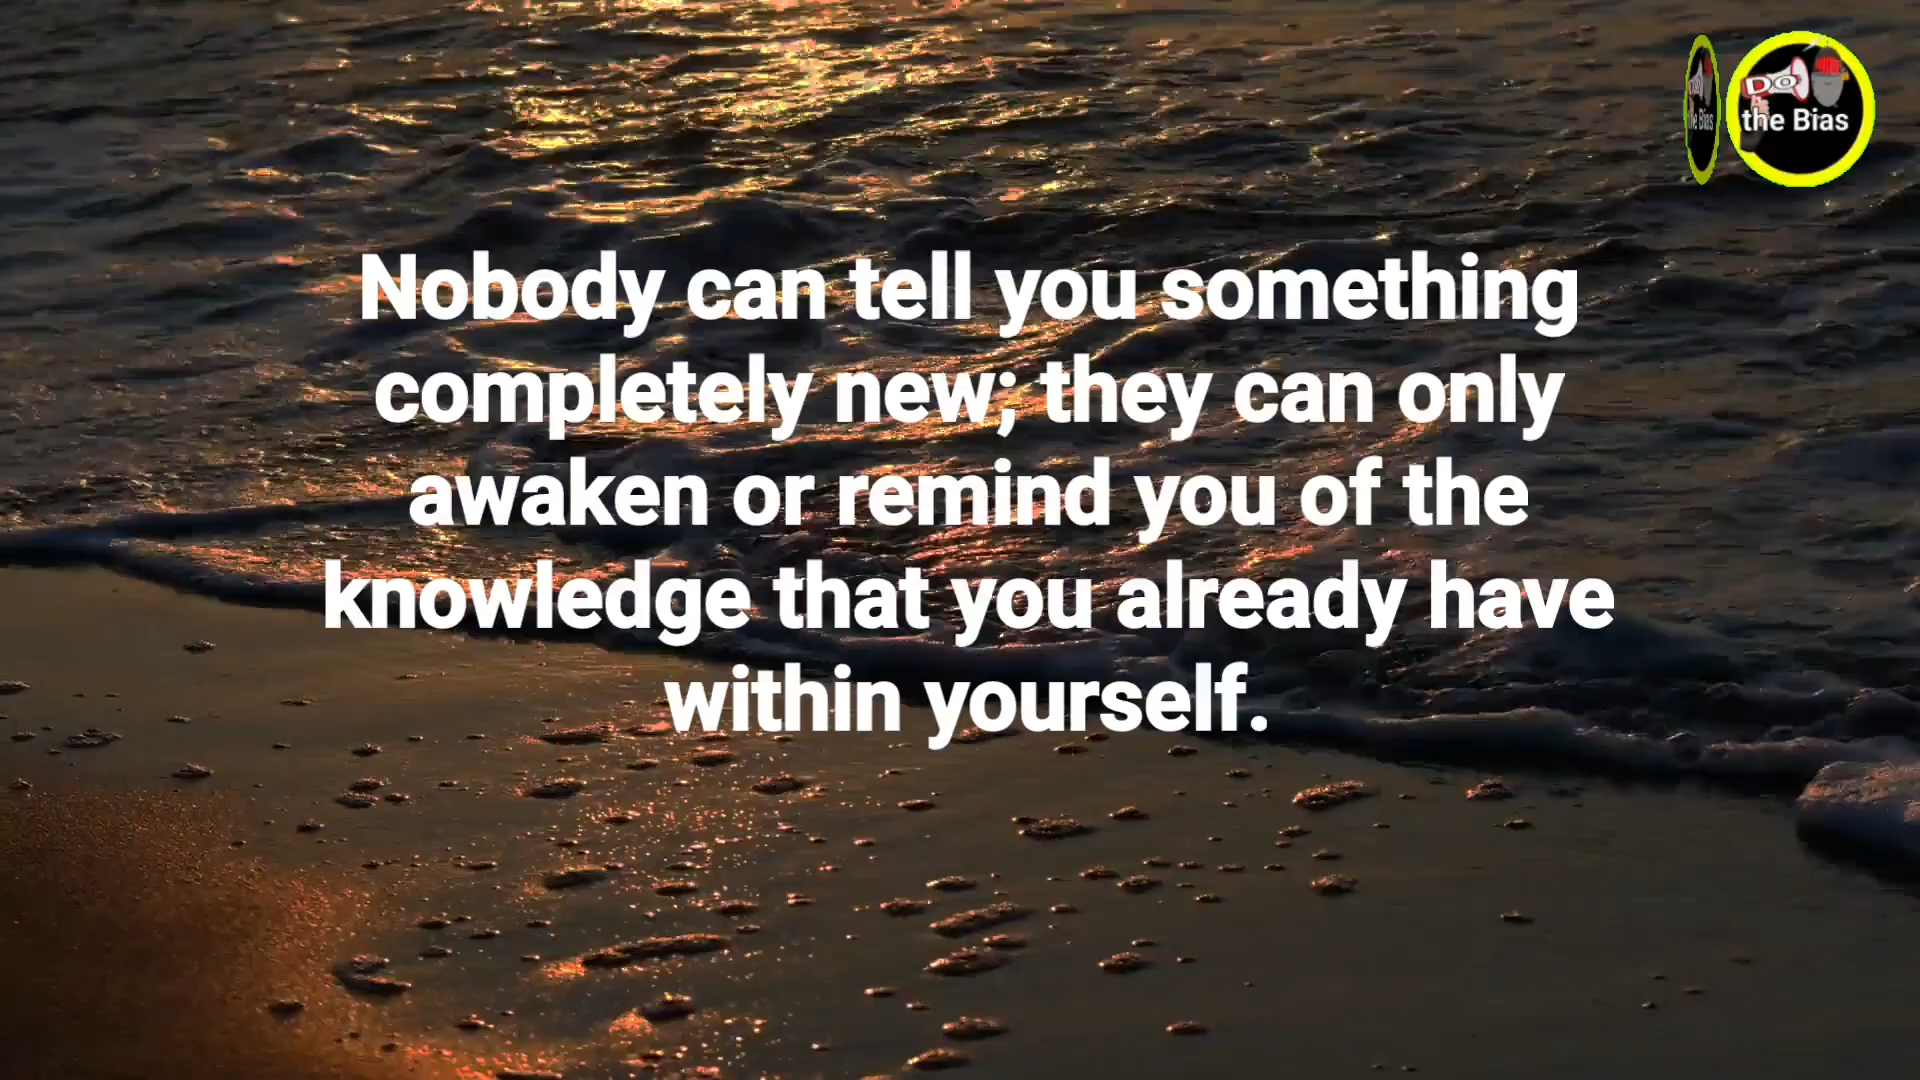 DO
the Bias
Nobody can tell you something
completely new; they can only
awaken or remind you of the
knowledge that you already have
within yourself.